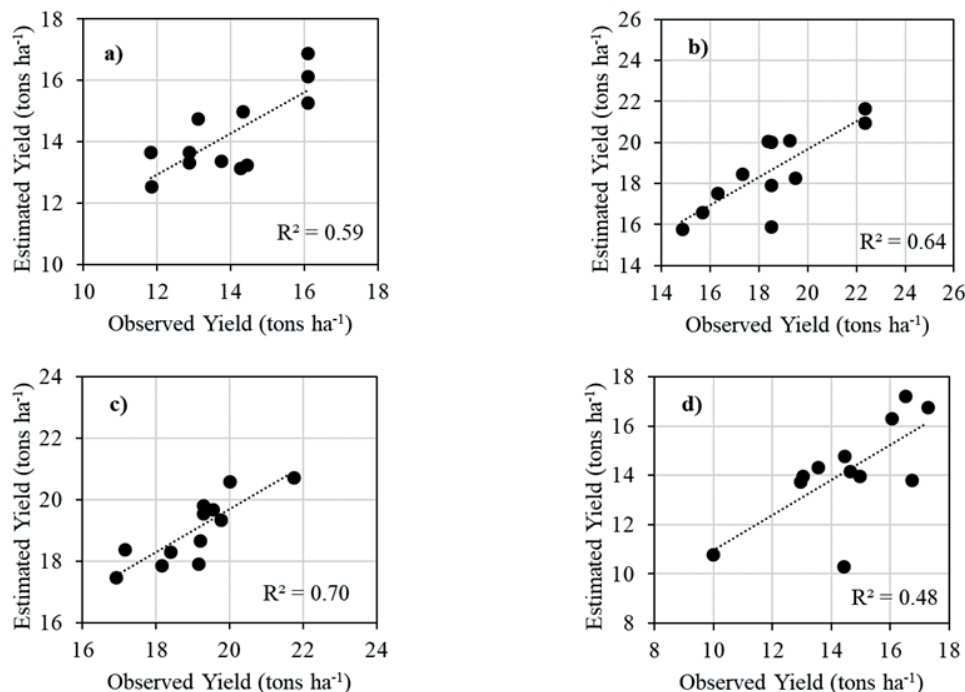 a)
Estimated Yield (tons ha⁻¹)
18
16
14
12
10
R² = 0.59
10 12 14 16 18
Observed Yield (tons ha⁻¹)
b)
Estimated Yield (tons ha⁻¹)
26
24
22
20
18
16
14
R² = 0.64
14 16 18 20 22 24 26
Observed Yield (tons ha⁻¹)
c)
Estimated Yield (tons ha⁻¹)
24
22
20
18
16
R² = 0.70
16 18 20 22 24
Observed Yield (tons ha⁻¹)
d)
Estimated Yield (tons ha⁻¹)
18
16
14
12
10
8
R² = 0.48
8 10 12 14 16 18
Observed Yield (tons ha⁻¹)